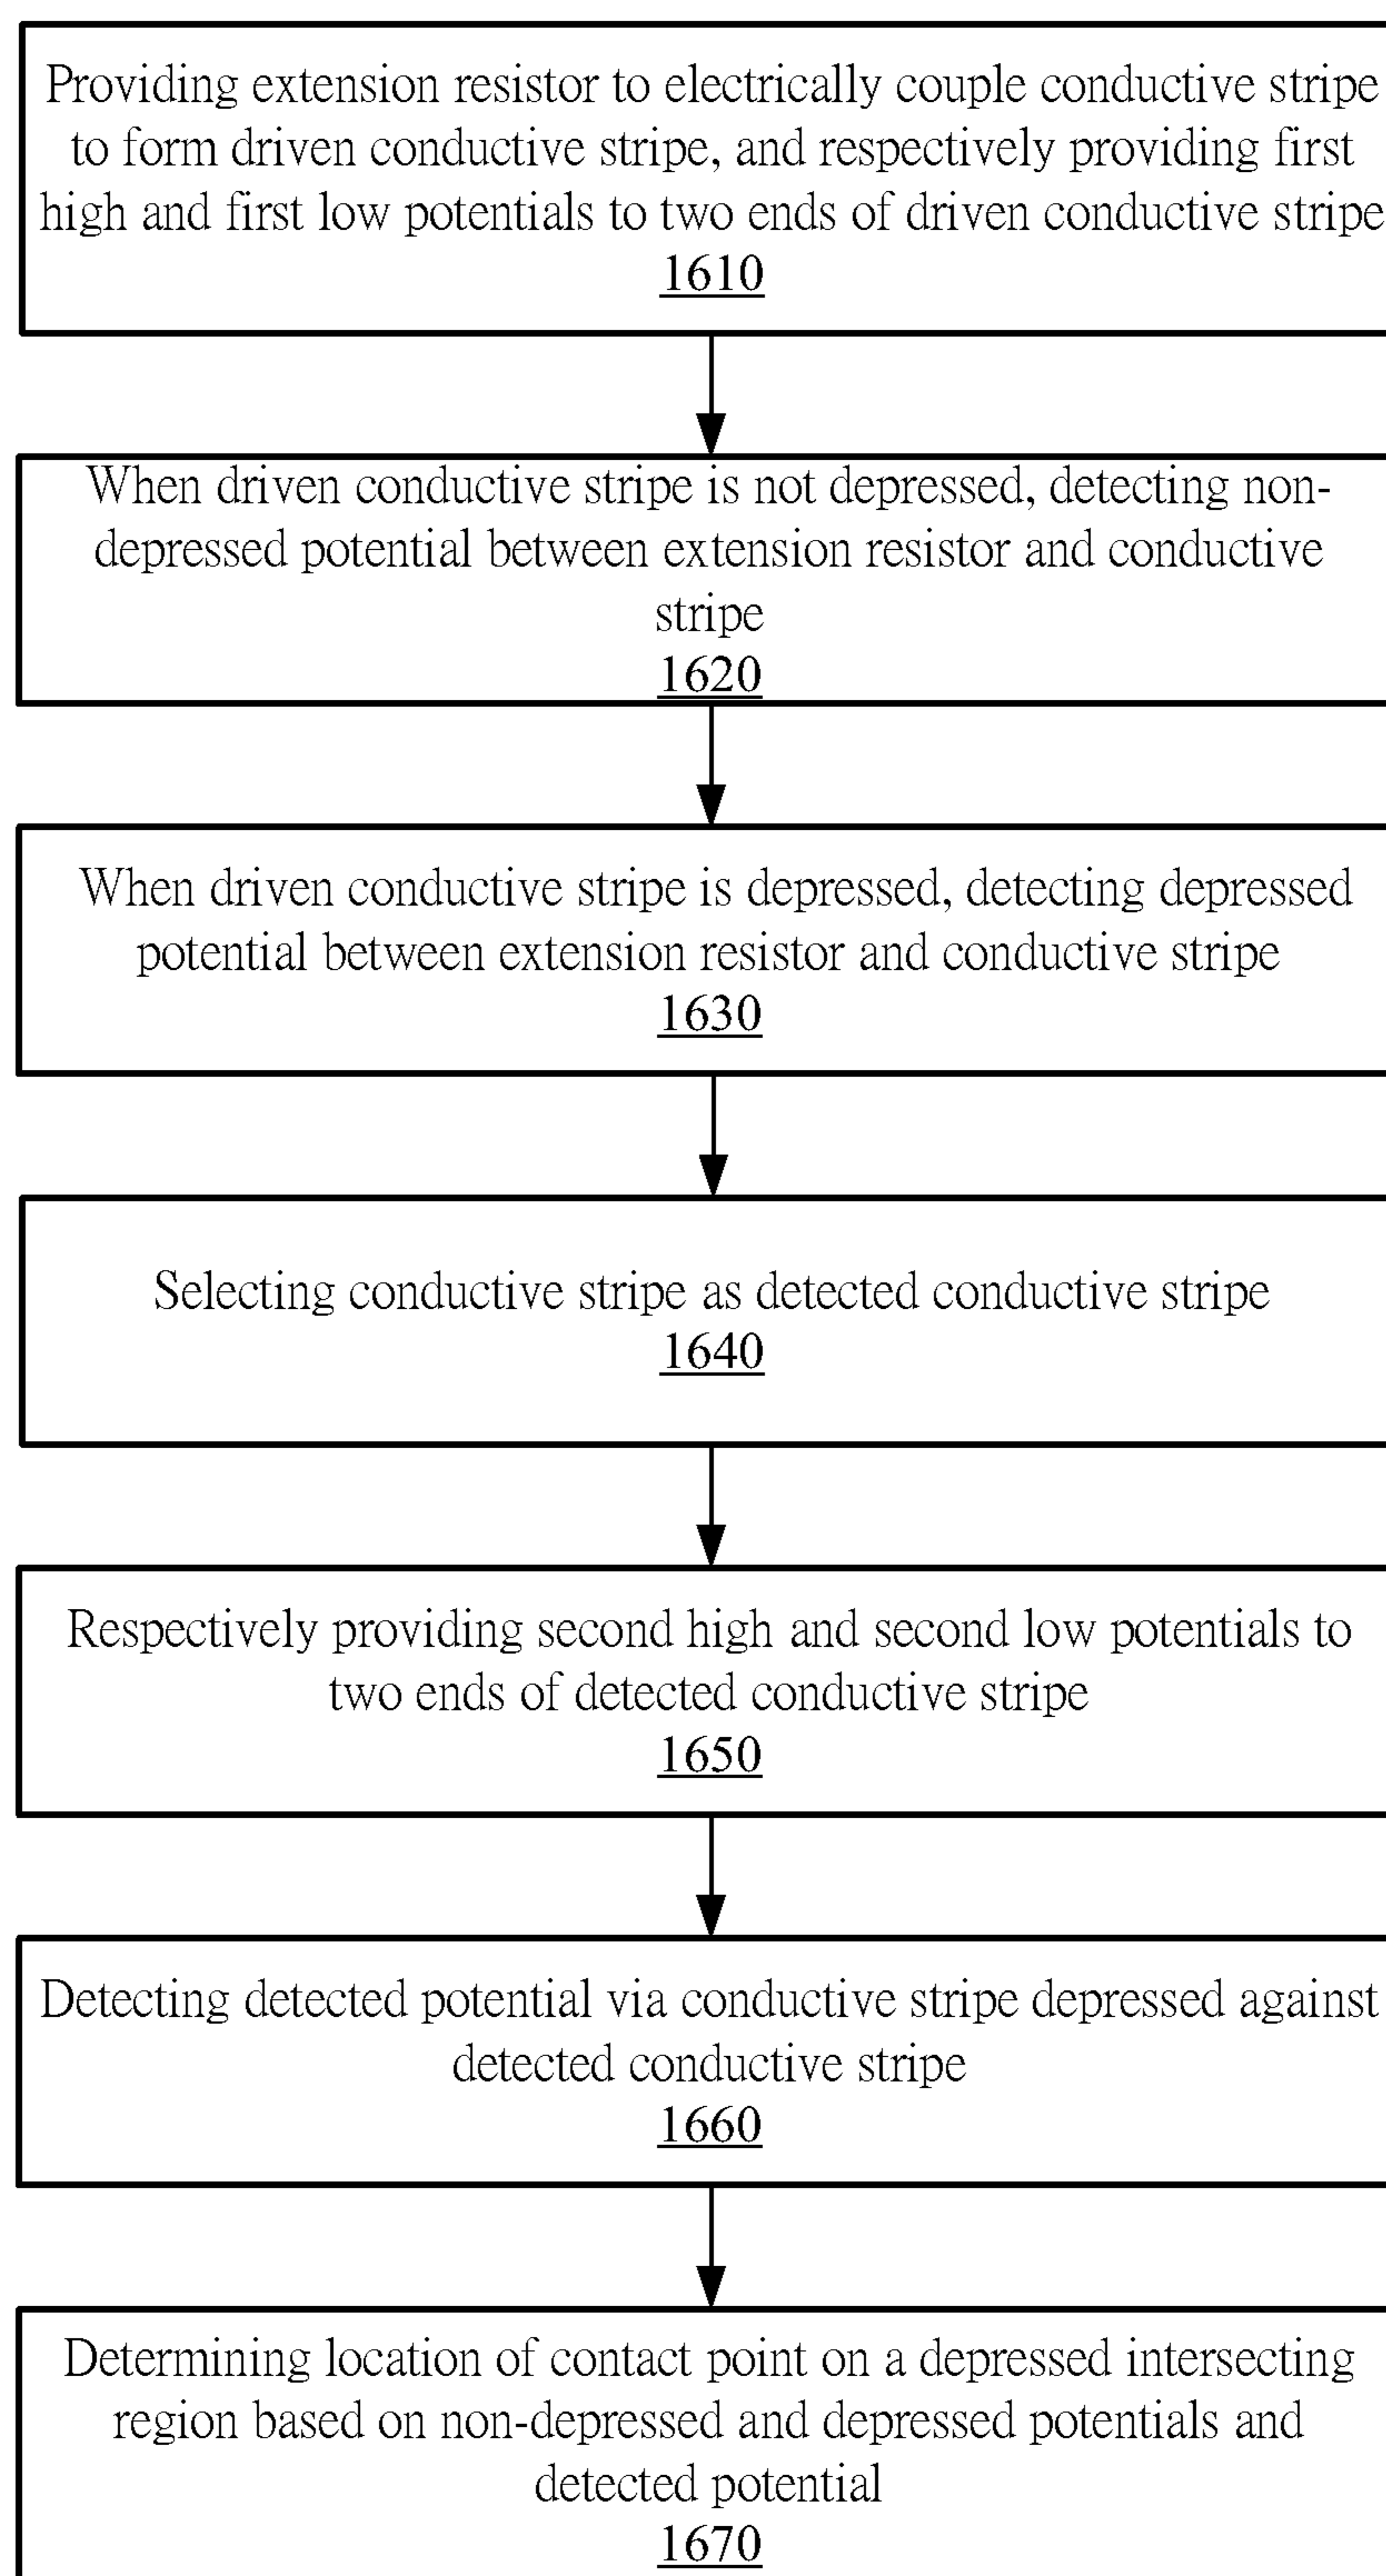 Providing extension resistor to electrically couple conductive stripe
to form driven conductive stripe, and respectively providing first
high and first low potentials to two ends of driven conductive stripe
1610
When driven conductive stripe is not depressed, detecting non-
depressed potential between extension resistor and conductive
stripe
1620
When driven conductive stripe is depressed, detecting depressed
potential between extension resistor and conductive stripe
1630
Selecting conductive stripe as detected conductive stripe
1640
Respectively providing second high and second low potentials to
two ends of detected conductive stripe
1650
Detecting detected potential via conductive stripe depressed against
detected conductive stripe
1660
Determining location of contact point on a depressed intersecting
region based on non-depressed and depressed potentials and
detected potential
1670